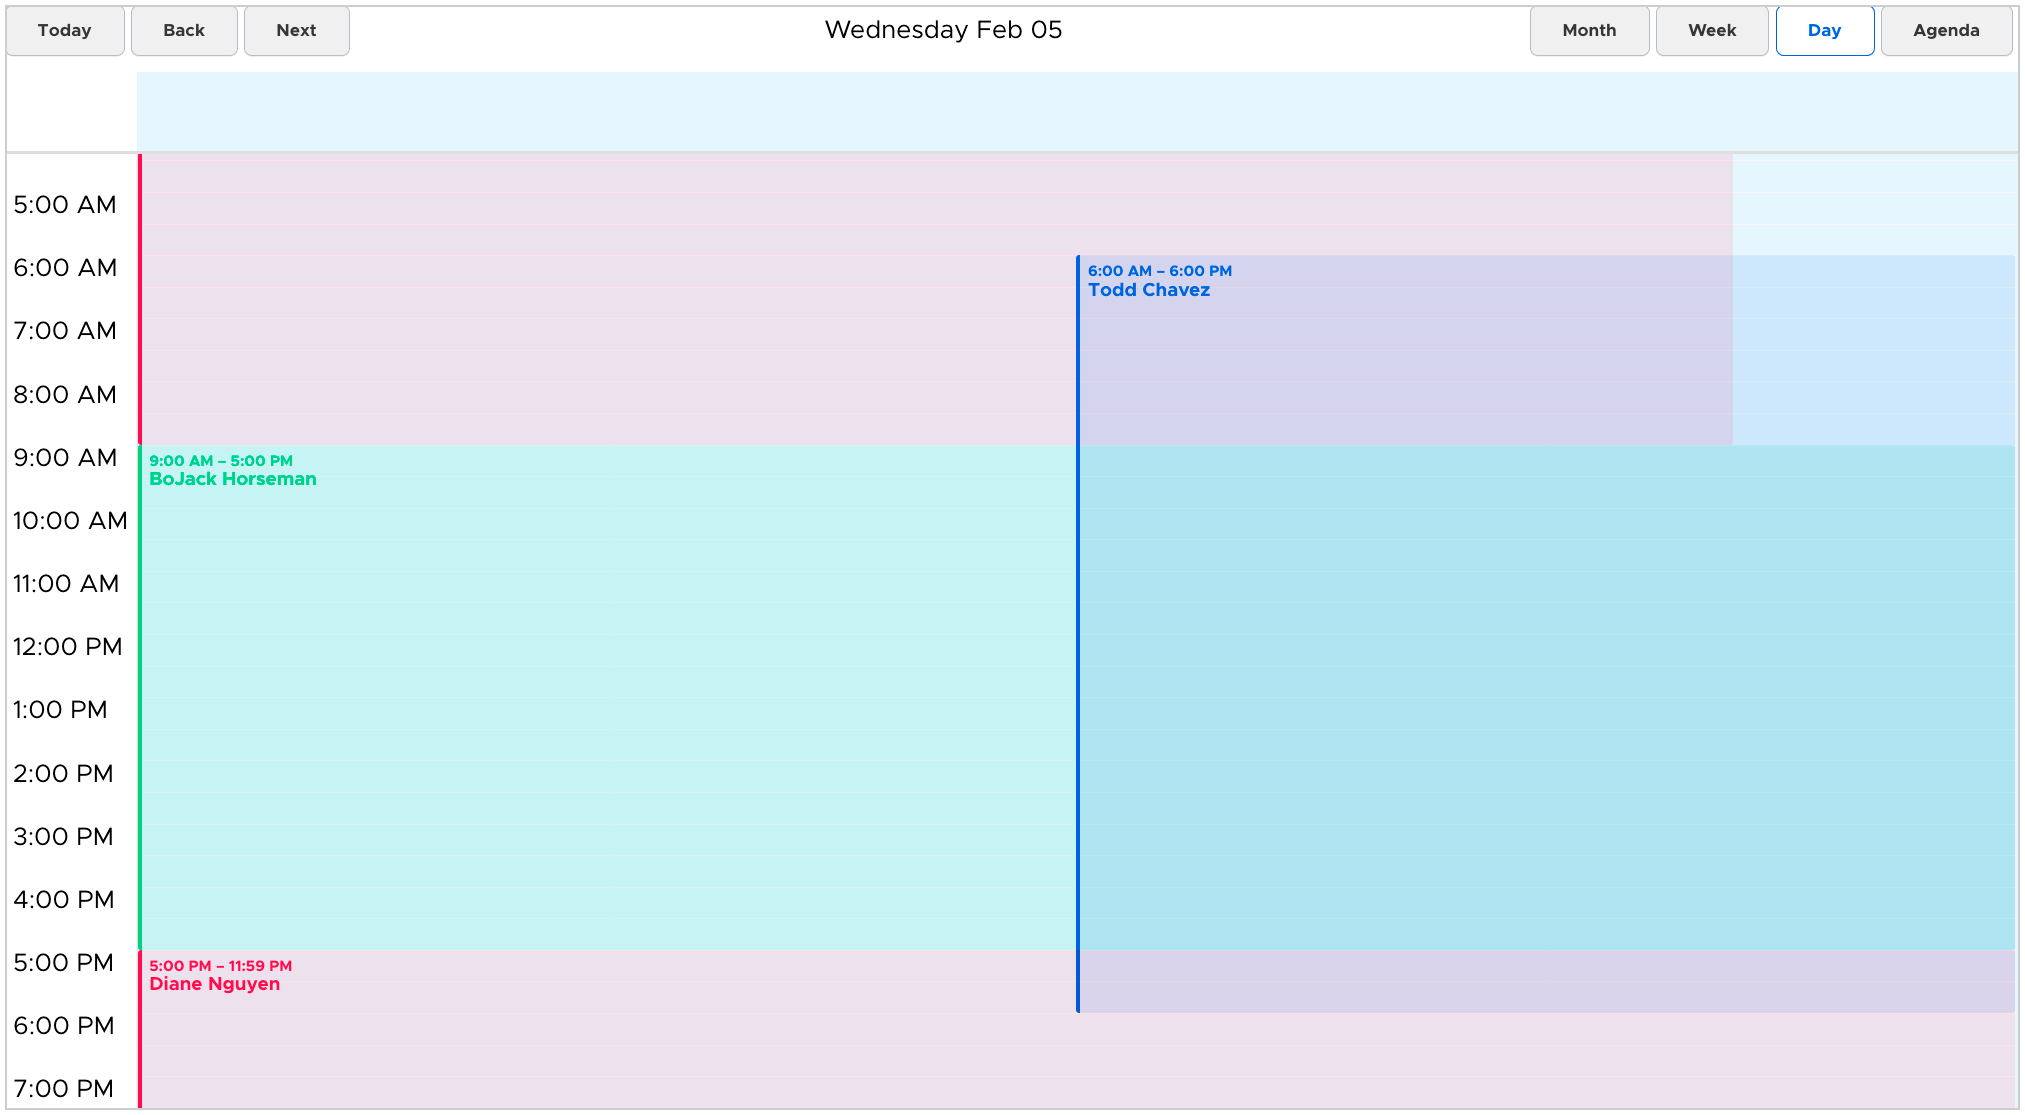 Today Back Next Wednesday Feb 05 Month Week Day Agenda
5:00 AM
6:00 AM
6:00 AM – 6:00 PM
Todd Chavez
7:00 AM
8:00 AM
9:00 AM
9:00 AM – 5:00 PM
BoJack Horseman
10:00 AM
11:00 AM
12:00 PM
1:00 PM
2:00 PM
3:00 PM
4:00 PM
5:00 PM
5:00 PM – 11:59 PM
Diane Nguyen
6:00 PM
7:00 PM